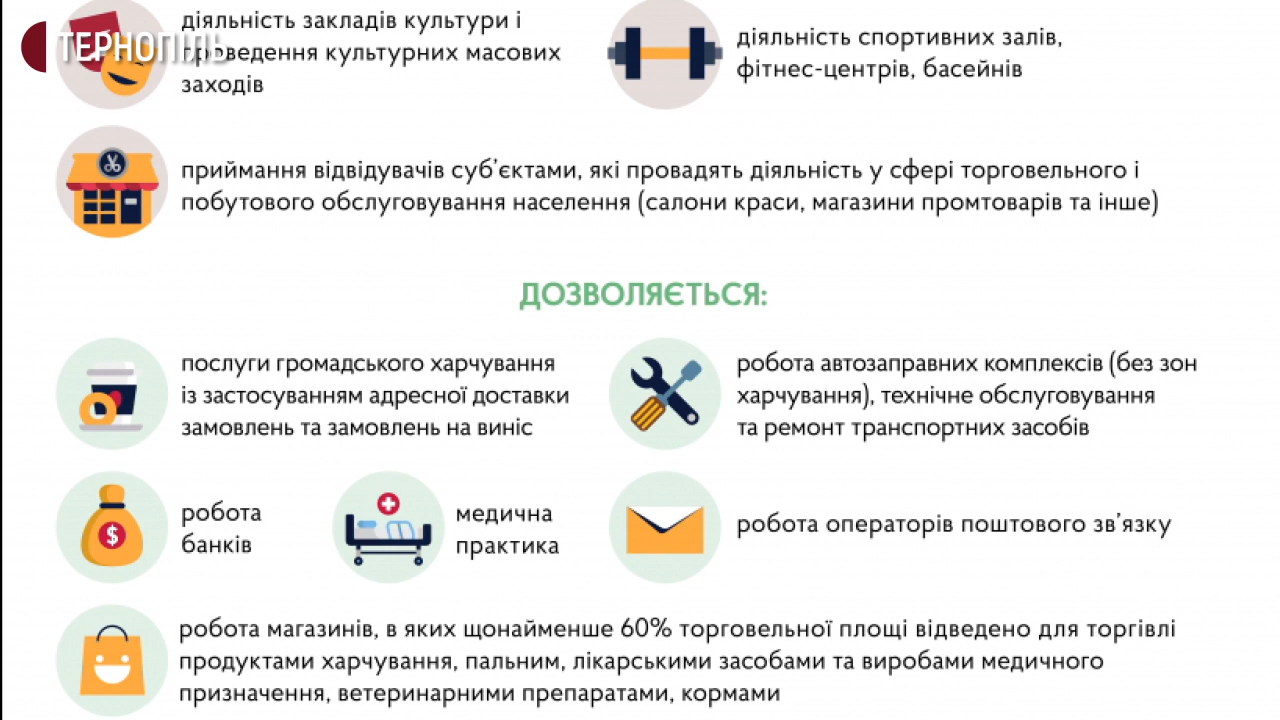 ТЕРНОПІЛЬ
діяльність закладів культури і
проведення культурних масових
заходів
діяльність спортивних залів,
фітнес-центрів, басейнів
приймання відвідувачів суб’єктами, які провадять діяльність у сфері торговельного і
побутового обслуговування населення (салони краси, магазини промтоварів та інше)
ДОЗВОЛЯЄТЬСЯ:
послуги громадського харчування
із застосуванням адресної доставки
замовлень та замовлень на виніс
робота автозаправних комплексів (без зон
харчування), технічне обслуговування
та ремонт транспортних засобів
робота
банків
медична
практика
робота операторів поштового зв’язку
робота магазинів, в яких щонайменше 60% торговельної площі відведено для торгівлі
продуктами харчування, пальним, лікарськими засобами та виробами медичного
призначення, ветеринарними препаратами, кормами